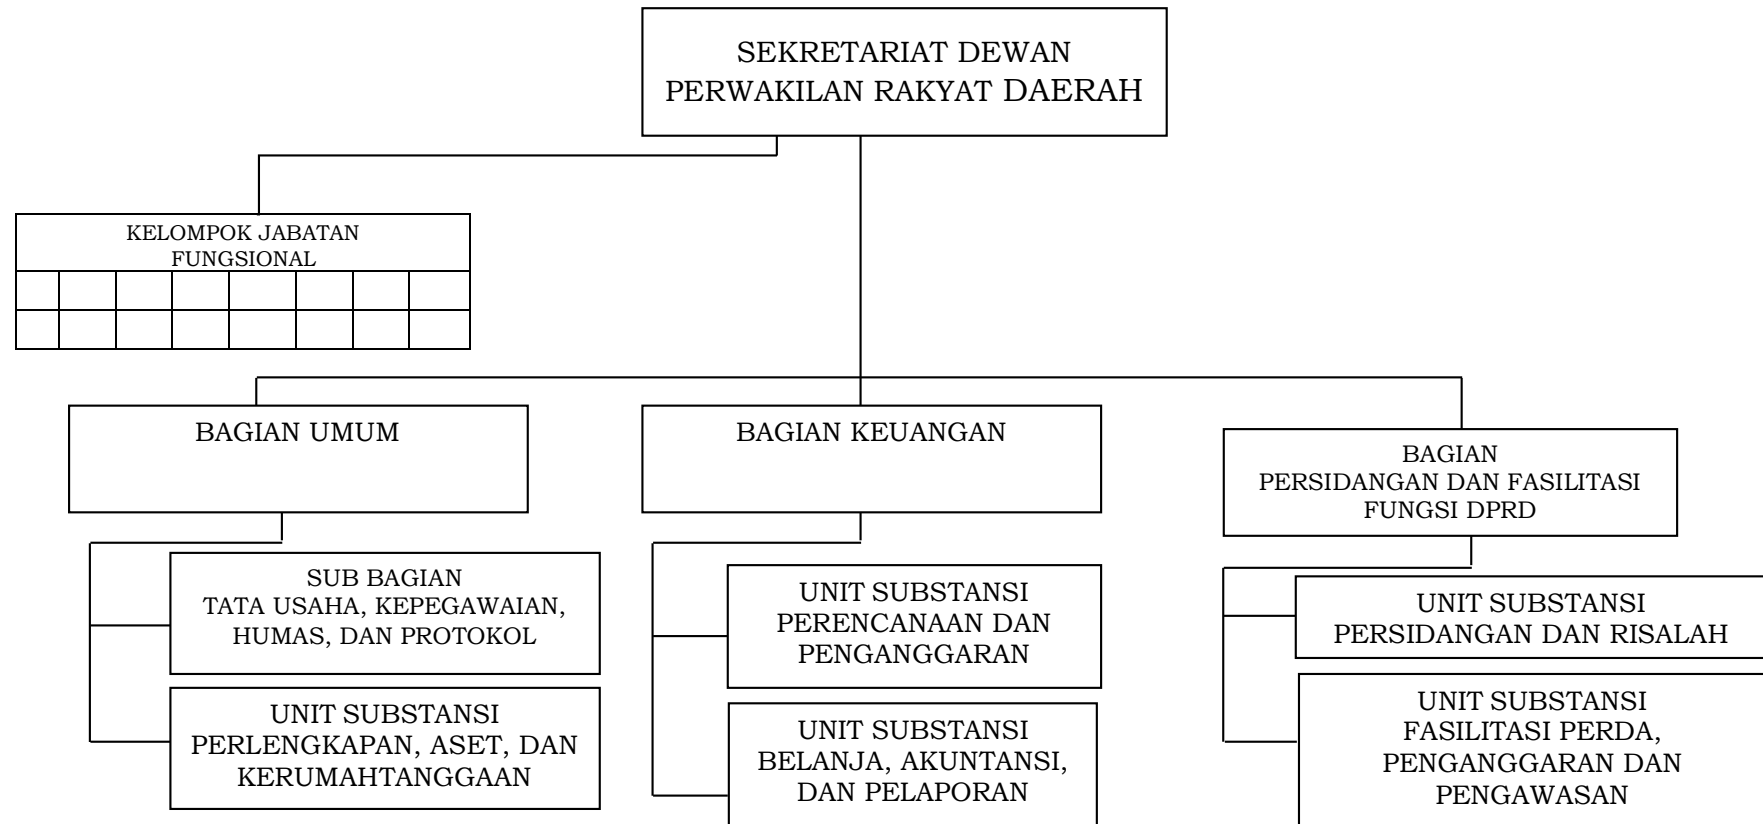 SEKRETARIAT DEWAN
PERWAKILAN RAKYAT DAERAH
KELOMPOK JABATAN
FUNGSIONAL
BAGIAN UMUM
BAGIAN KEUANGAN
BAGIAN
PERSIDANGAN DAN FASILITASI
FUNGSI DPRD
SUB BAGIAN
TATA USAHA, KEPEGAWAIAN,
HUMAS, DAN PROTOKOL
UNIT SUBSTANSI
PERENCANAAN DAN
PENGANGGARAN
UNIT SUBSTANSI
PERSIDANGAN DAN RISALAH
UNIT SUBSTANSI
PERLENGKAPAN, ASET, DAN
KERUMAHTANGGAAN
UNIT SUBSTANSI
BELANJA, AKUNTANSI,
DAN PELAPORAN
UNIT SUBSTANSI
FASILITASI PERDA,
PENGANGGARAN DAN
PENGAWASAN